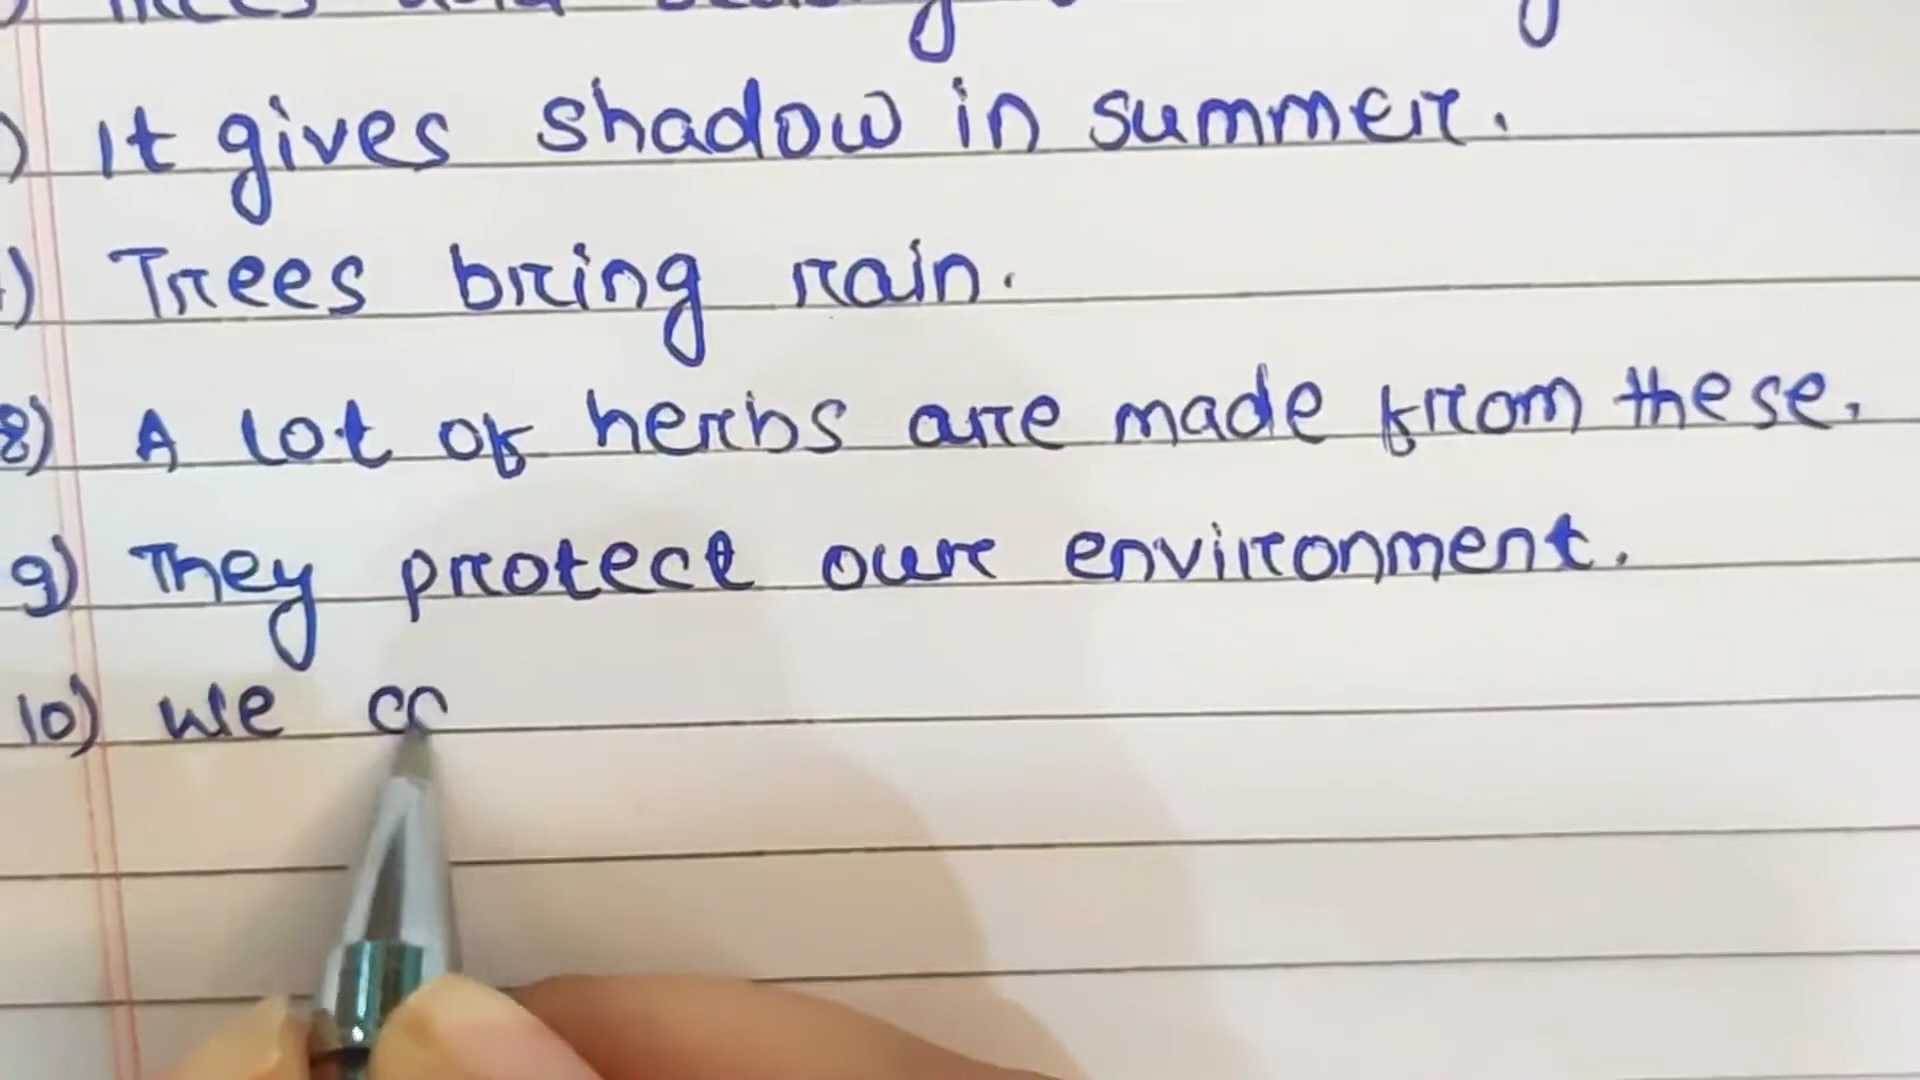 ) It gives shadow in summer.
) Trees bring rain.
8) A lot of herbs are made from these.
9) They protect our environment.
10) We